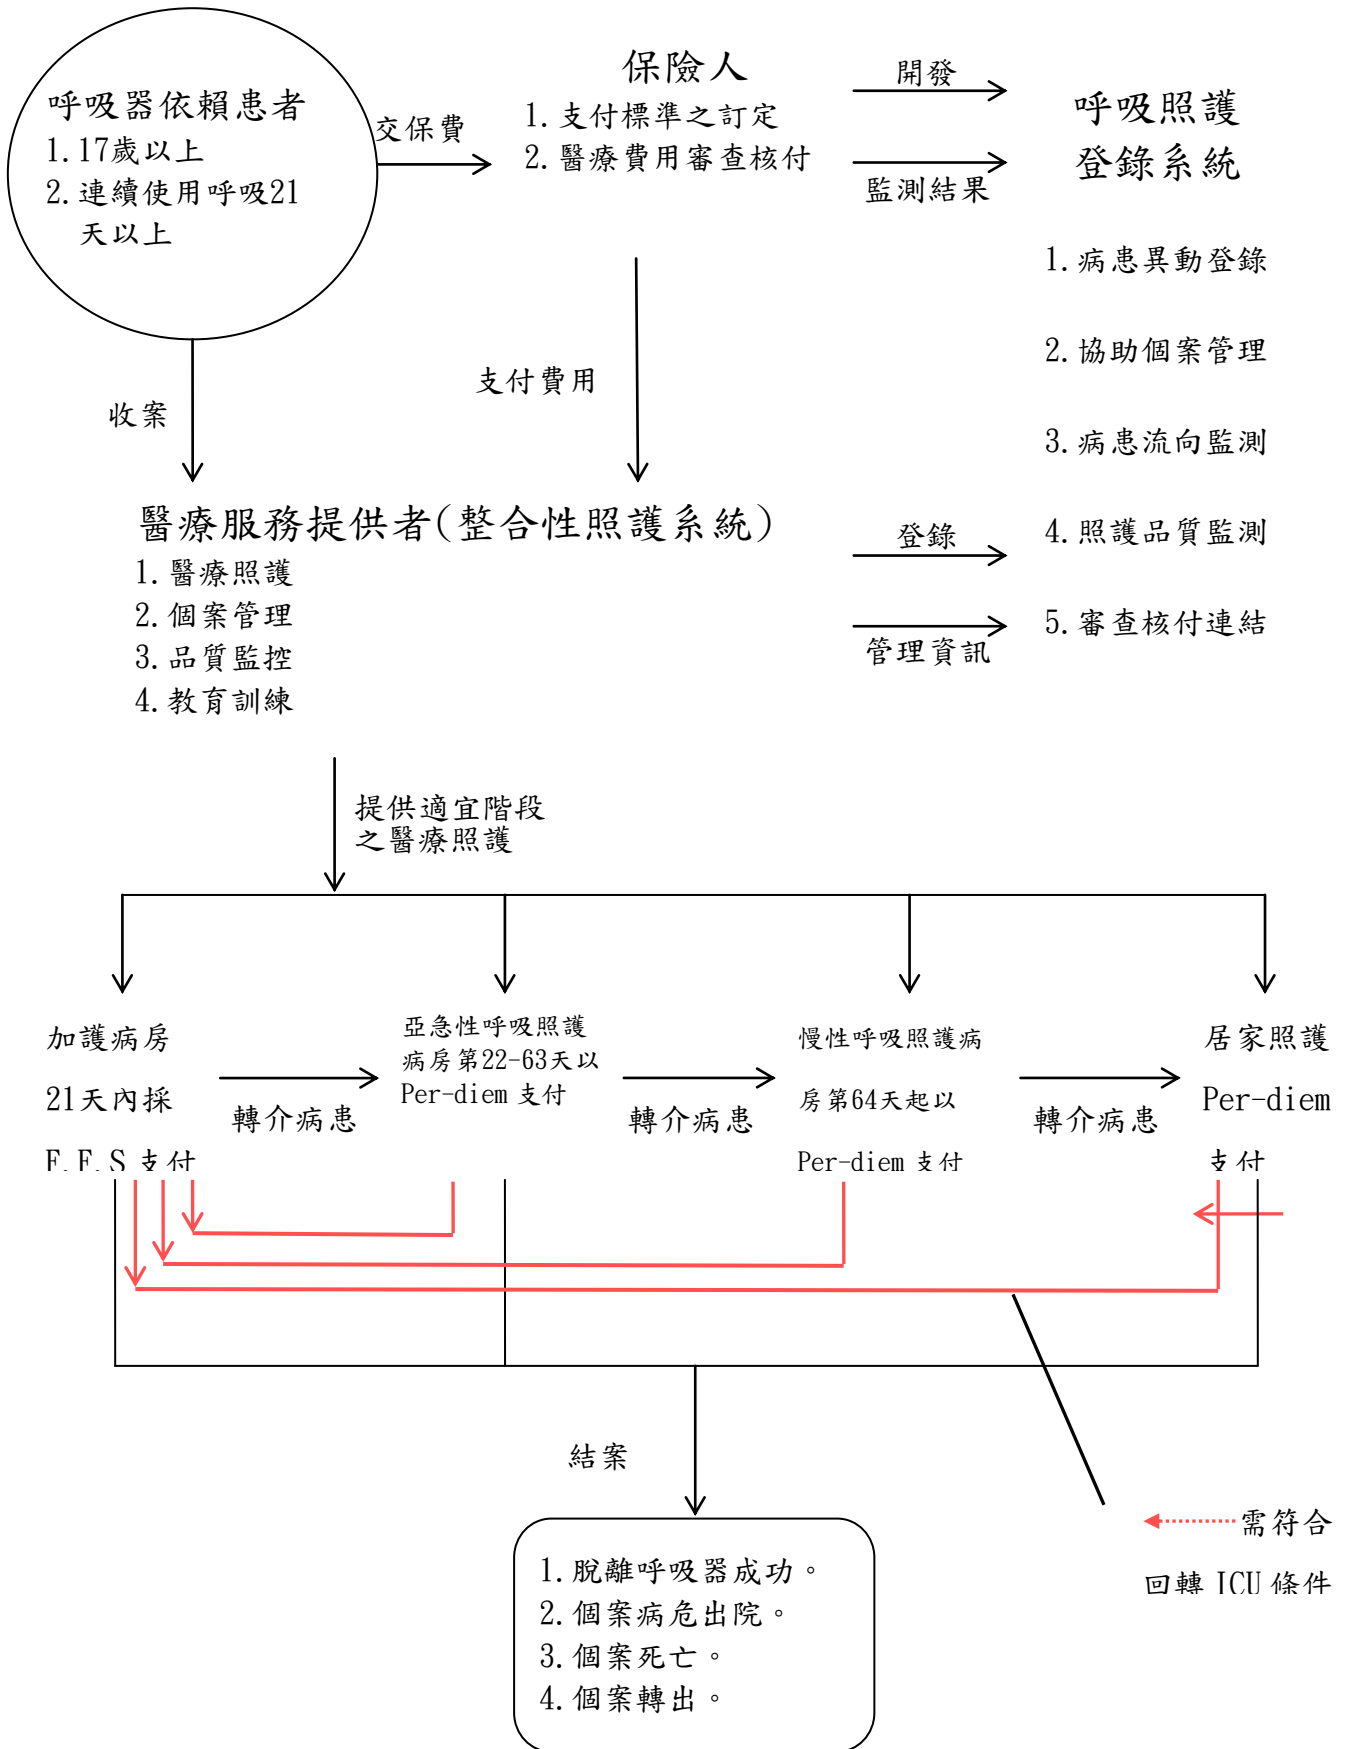 呼吸器依賴患者
1.17歲以上
2.連續使用呼吸21
天以上
交保費
保險人
1.支付標準之訂定
2.醫療費用審查核付
開發
監測結果
呼吸照護
登錄系統
1.病患異動登錄
2.協助個案管理
3.病患流向監測
4.照護品質監測
5.審查核付連結
收案
支付費用
醫療服務提供者(整合性照護系統)
1.醫療照護
2.個案管理
3.品質監控
4.教育訓練
登錄
管理資訊
提供適宜階段
之醫療照護
加護病房
21天內採
F.F.S 支付
轉介病患
亞急性呼吸照護
病房第22-63天以
Per-diem 支付
轉介病患
慢性呼吸照護病
房第64天起以
Per-diem 支付
轉介病患
居家照護
Per-diem
支付
結案
1.脫離呼吸器成功。
2.個案病危出院。
3.個案死亡。
4.個案轉出。
需符合
回轉 ICU 條件